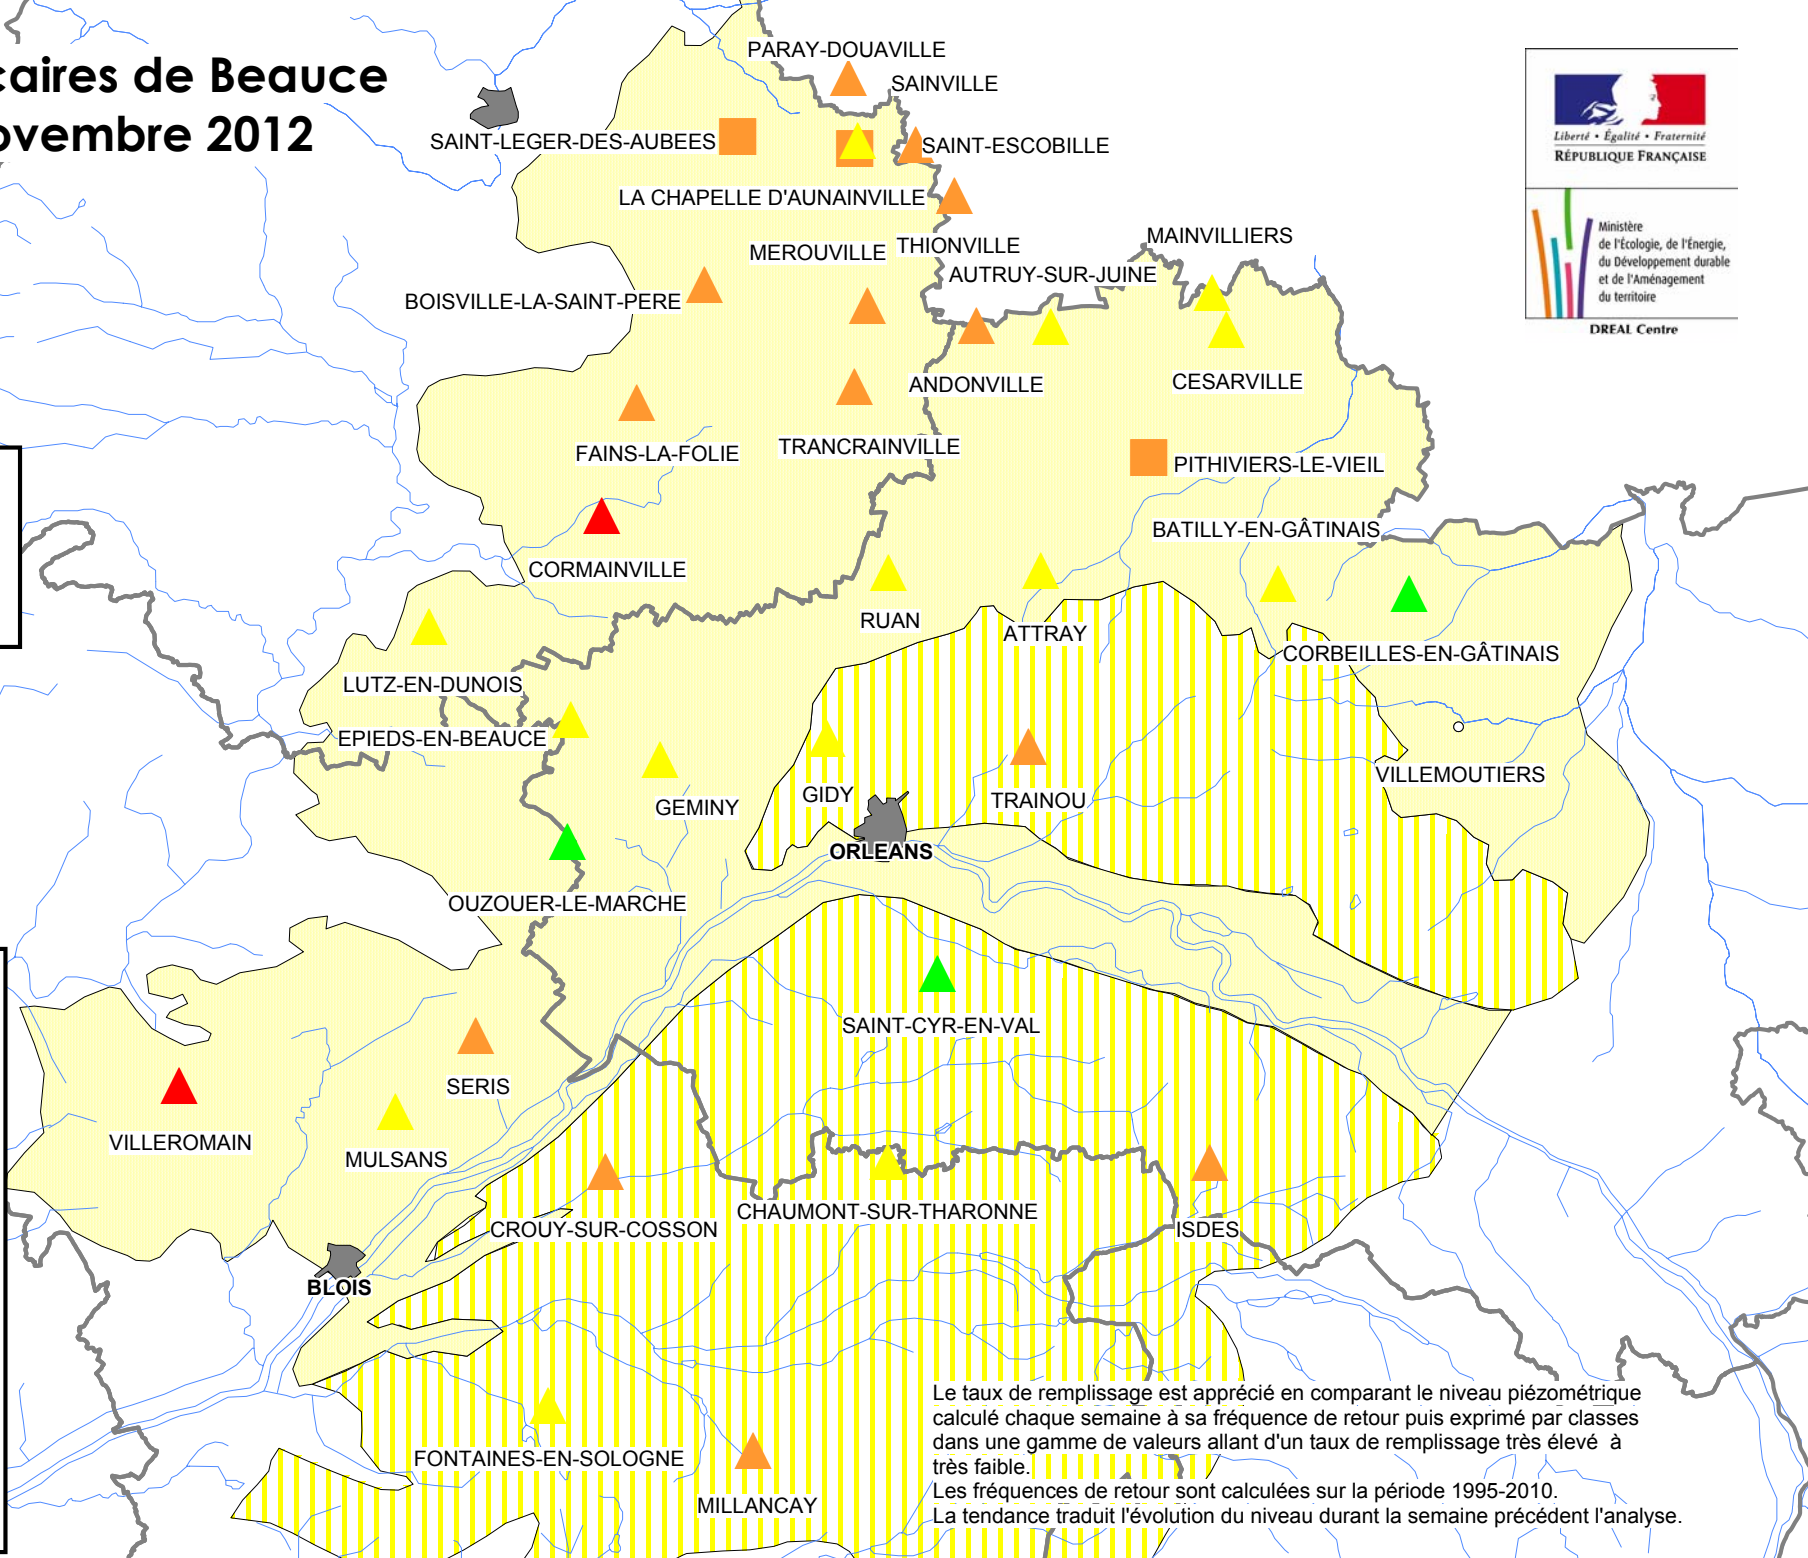 caires de Beauce
ovembre 2012
PARAY-DOUAVILLE
SAINVILLE
SAINT-LEGER-DES-AUBEES
SAINT-ESCOBILLE
LA CHAPELLE D'AUNAINVILLE
MEROUVILLE
THIONVILLE
MAINVILLIERS
AUTRUY-SUR-JUINE
BOISVILLE-LA-SAINT-PERE
ANDONVILLE
CESARVILLE
FAINS-LA-FOLIE
TRANCRAINVILLE
PITHIVIERS-LE-VIEIL
BATILLY-EN-GÂTINAIS
CORMAINVILLE
RUAN
ATTRAY
CORBEILLES-EN-GÂTINAIS
LUTZ-EN-DUNOIS
EPIEDS-EN-BEAUCE
GEMINY
GIDY
TRAINOU
VILLEMOUTIERS
ORLEANS
OUZOUER-LE-MARCHE
SAINT-CYR-EN-VAL
SERIS
VILLEROMAIN
MULSANS
CROUY-SUR-COSSON
CHAUMONT-SUR-THARONNE
ISDES
BLOIS
FONTAINES-EN-SOLOGNE
MILLANCAY
Liberté • Égalité • Fraternité
RÉPUBLIQUE FRANÇAISE
Ministère
de l'Écologie, de l'Énergie,
du Développement durable
et de l'Aménagement
du territoire
DREAL Centre
Le taux de remplissage est apprécié en comparant le niveau piézométrique
calculé chaque semaine à sa fréquence de retour puis exprimé par classes
dans une gamme de valeurs allant d'un taux de remplissage très élevé à
très faible.
Les fréquences de retour sont calculées sur la période 1995-2010.
La tendance traduit l'évolution du niveau durant la semaine précédent l'analyse.